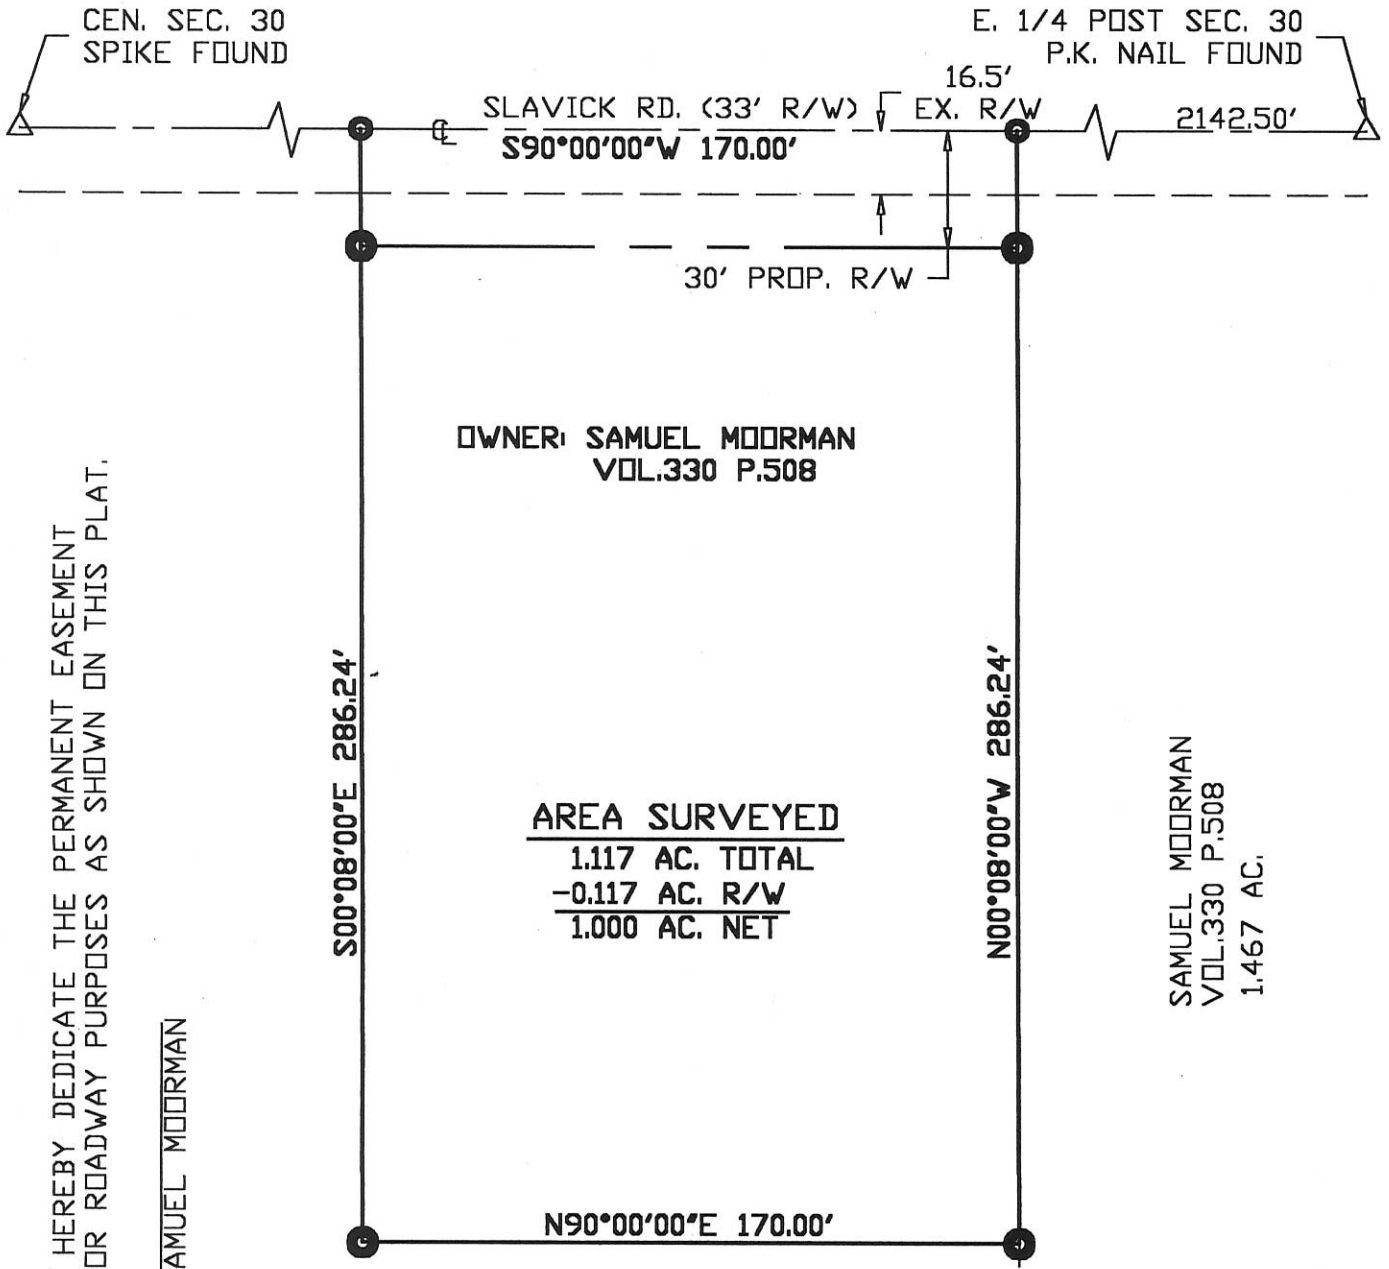 CEN. SEC. 30
SPIKE FOUND
E. 1/4 POST SEC. 30
P.K. NAIL FOUND
16.5'
SLAVICK RD. (33' R/W)
EX. R/W
2142.50'
℄
S90°00'00"W 170.00'
30' PROP. R/W
OWNER: SAMUEL MOORMAN
VOL.330 P.508
HEREBY DEDICATE THE PERMANENT EASEMENT
OR ROADWAY PURPOSES AS SHOWN ON THIS PLAT.
AMUEL MOORMAN
S00°08'00"E 286.24'
AREA SURVEYED
1.117 AC. TOTAL
-0.117 AC. R/W
1.000 AC. NET
N00°08'00"W 286.24'
SAMUEL MOORMAN
VOL.330 P.508
1.467 AC.
N90°00'00"E 170.00'